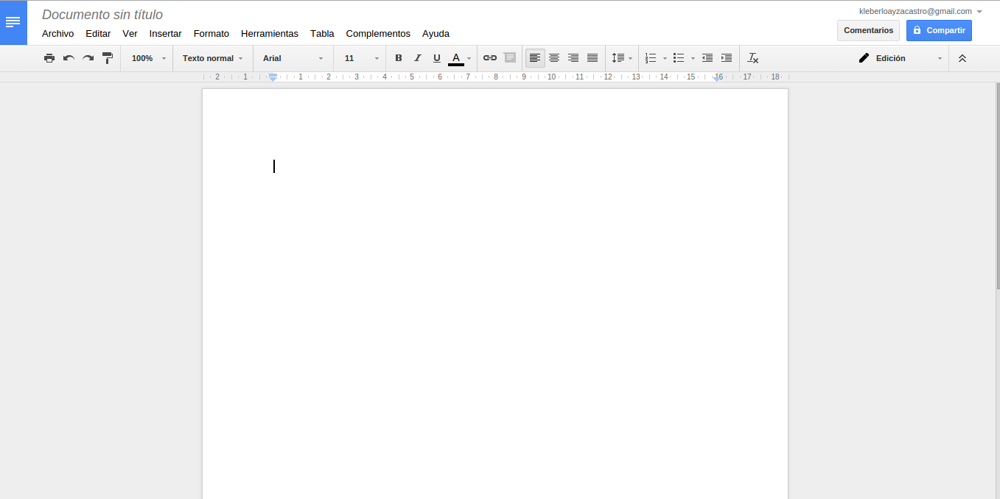 Documento sin título
kleberloayzacastro@gmail.com
Archivo Editar Ver Insertar Formato Herramientas Tabla Complementos Ayuda
Comentarios Compartir
100% Texto normal Arial 11 B I U A Edición
2 1 1 2 3 4 5 6 7 8 9 10 11 12 13 14 15 16 17 18